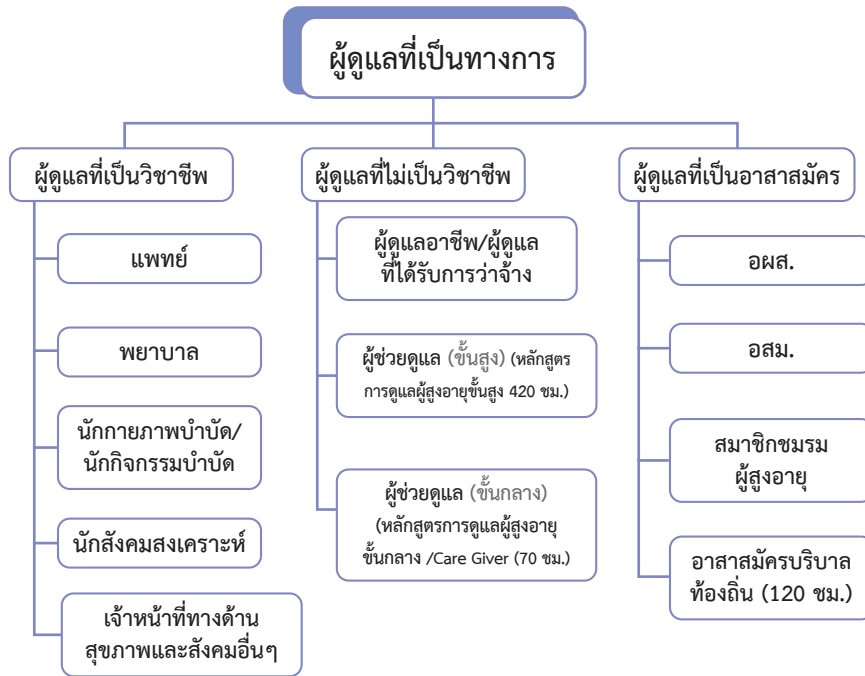 ผู้ดูแลที่เป็นทางการ
ผู้ดูแลที่เป็นวิชาชีพ
แพทย์
พยาบาล
นักกายภาพบำบัด/
นักกิจกรรมบำบัด
นักสังคมสงเคราะห์
เจ้าหน้าที่ทางด้าน
สุขภาพและสังคมอื่นๆ
ผู้ดูแลที่ไม่เป็นวิชาชีพ
ผู้ดูแลอาชีพ/ผู้ดูแล
ที่ได้รับการว่าจ้าง
ผู้ช่วยดูแล (ขั้นสูง) (หลักสูตร
การดูแลผู้สูงอายุขั้นสูง 420 ชม.)
ผู้ช่วยดูแล (ขั้นกลาง)
(หลักสูตรการดูแลผู้สูงอายุ
ขั้นกลาง /Care Giver (70 ชม.)
ผู้ดูแลที่เป็นอาสาสมัคร
อผส.
อสม.
สมาชิกชมรม
ผู้สูงอายุ
อาสาสมัครบริบาล
ท้องถิ่น (120 ชม.)